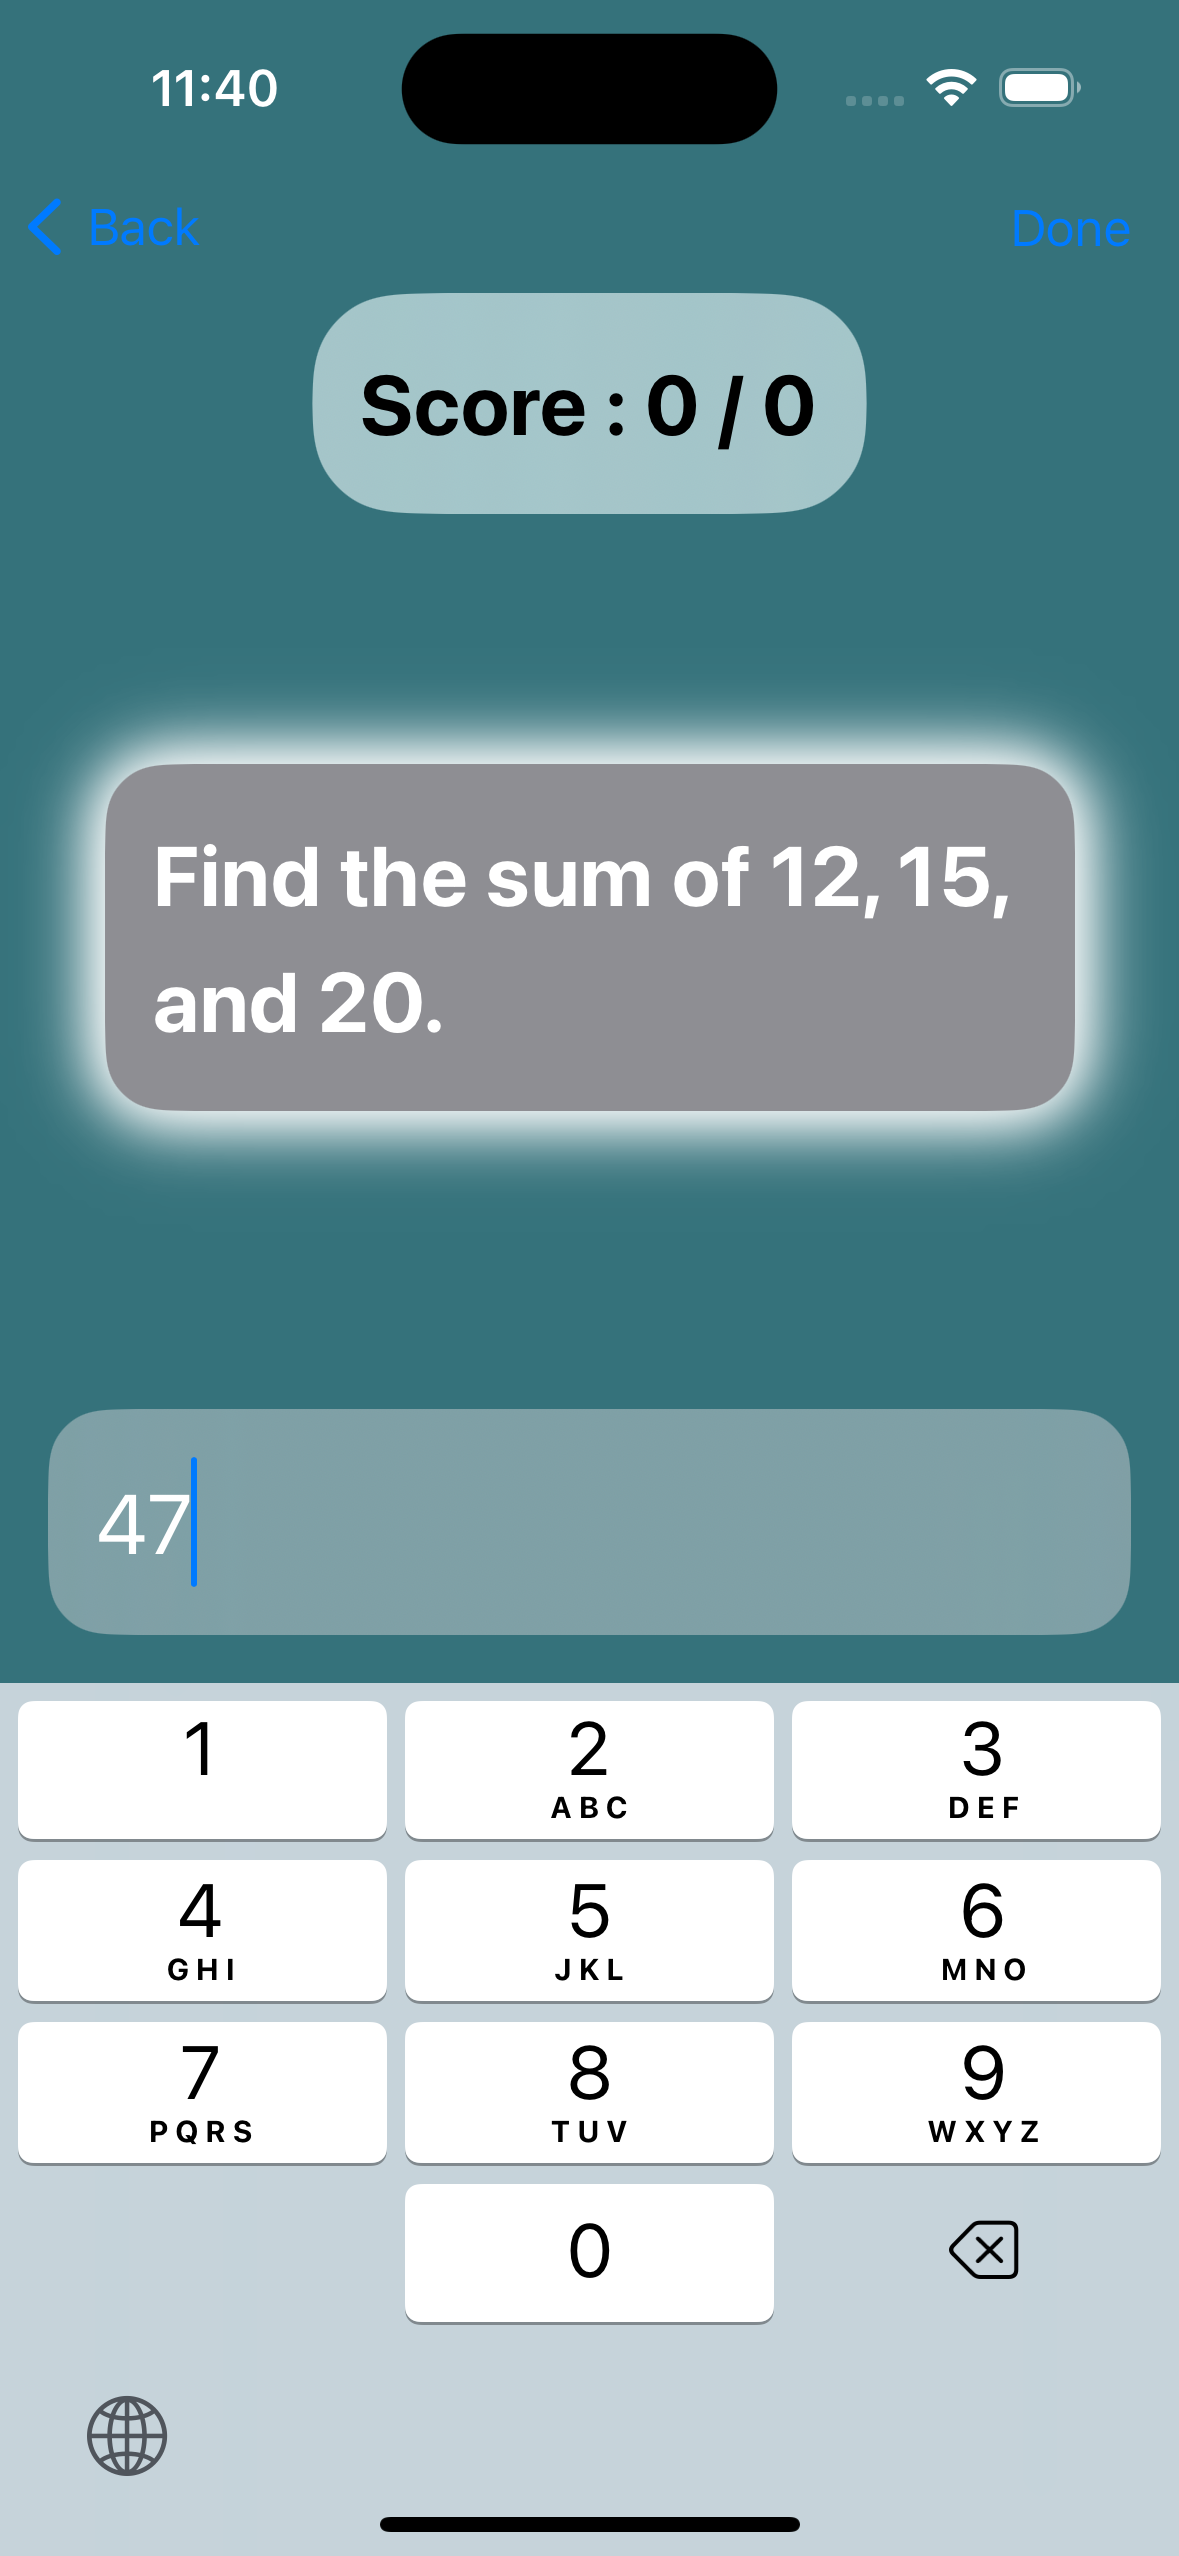 11:40
Back
Done
Score : 0 / 0
Find the sum of 12, 15,
and 20.
47
1
2
ABC
3
DEF
4
GHI
5
JKL
6
MNO
7
PQRS
8
TUV
9
WXYZ
0